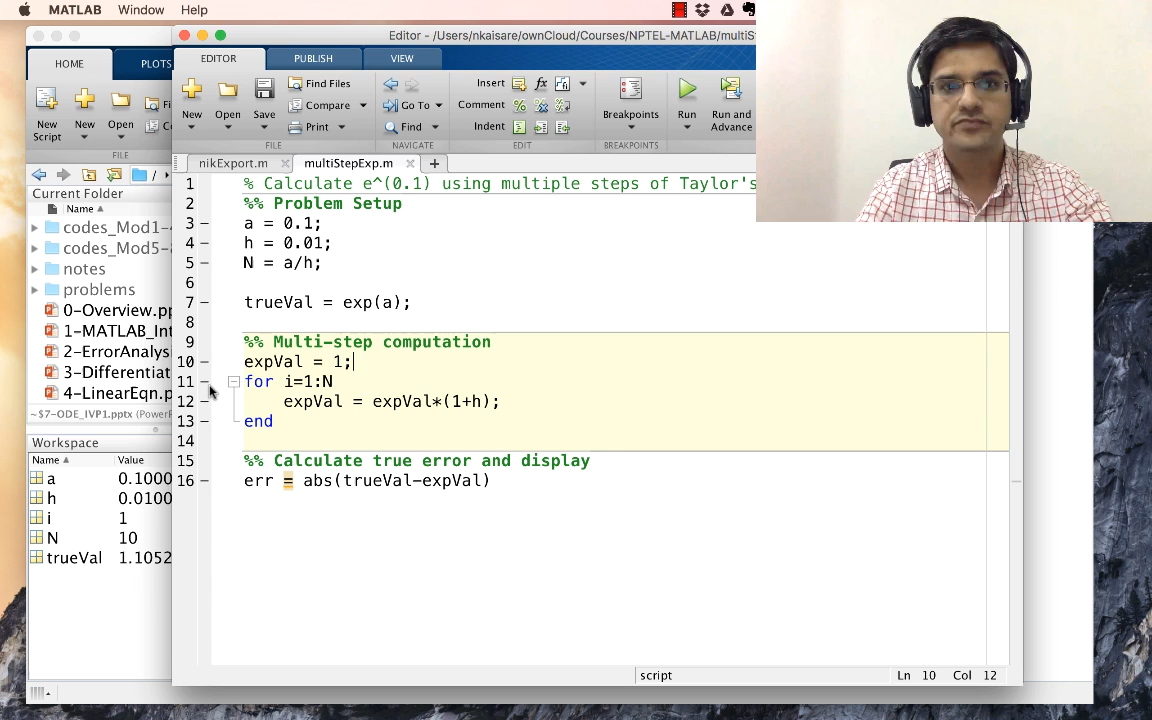 MATLAB Window Help
Editor - /Users/nkaisare/ownCloud/Courses/NPTEL-MATLAB/multiS
HOME PLOTS
EDITOR PUBLISH VIEW
New Script New Open
FILE
New Open Save Find Files Compare Print
FILE
Go To Find
NAVIGATE
Insert fx
Comment %
Indent
EDIT
Breakpoints
BREAKPOINTS
Run Run and Advance
nikExport.m multiStepExp.m +
Current Folder
Name
codes_Mod1-
codes_Mod5-
notes
problems
0-Overview.pp
1-MATLAB_Int
2-ErrorAnalys
3-Differentiat
4-LinearEqn.p
~$7-ODE_IVP1.pptx (Power
Workspace
Name Value
a 0.1000
h 0.0100
i 1
N 10
trueVal 1.1052
1 % Calculate e^(0.1) using multiple steps of Taylor's
2 %% Problem Setup
3 a = 0.1;
4 h = 0.01;
5 N = a/h;
6
7 trueVal = exp(a);
8
9 %% Multi-step computation
10 expVal = 1;
11 for i=1:N
12 expVal = expVal*(1+h);
13 end
14
15 %% Calculate true error and display
16 err = abs(trueVal-expVal)
script Ln 10 Col 12